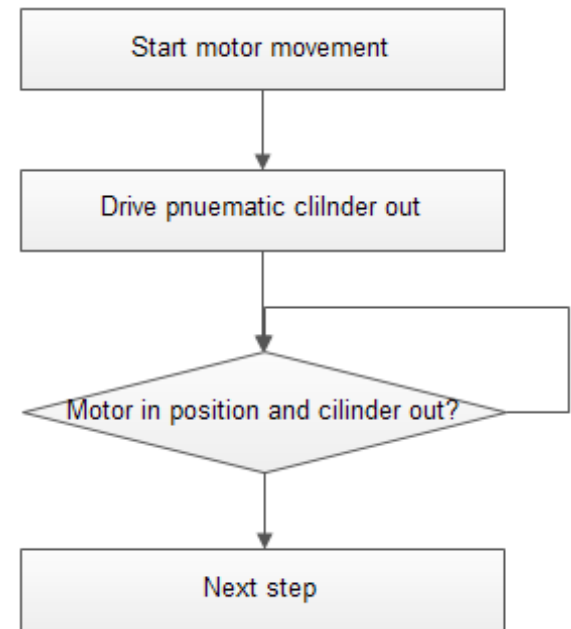 Start motor movement
Drive pnuematic clilnder out
Motor in position and cilinder out?
Next step